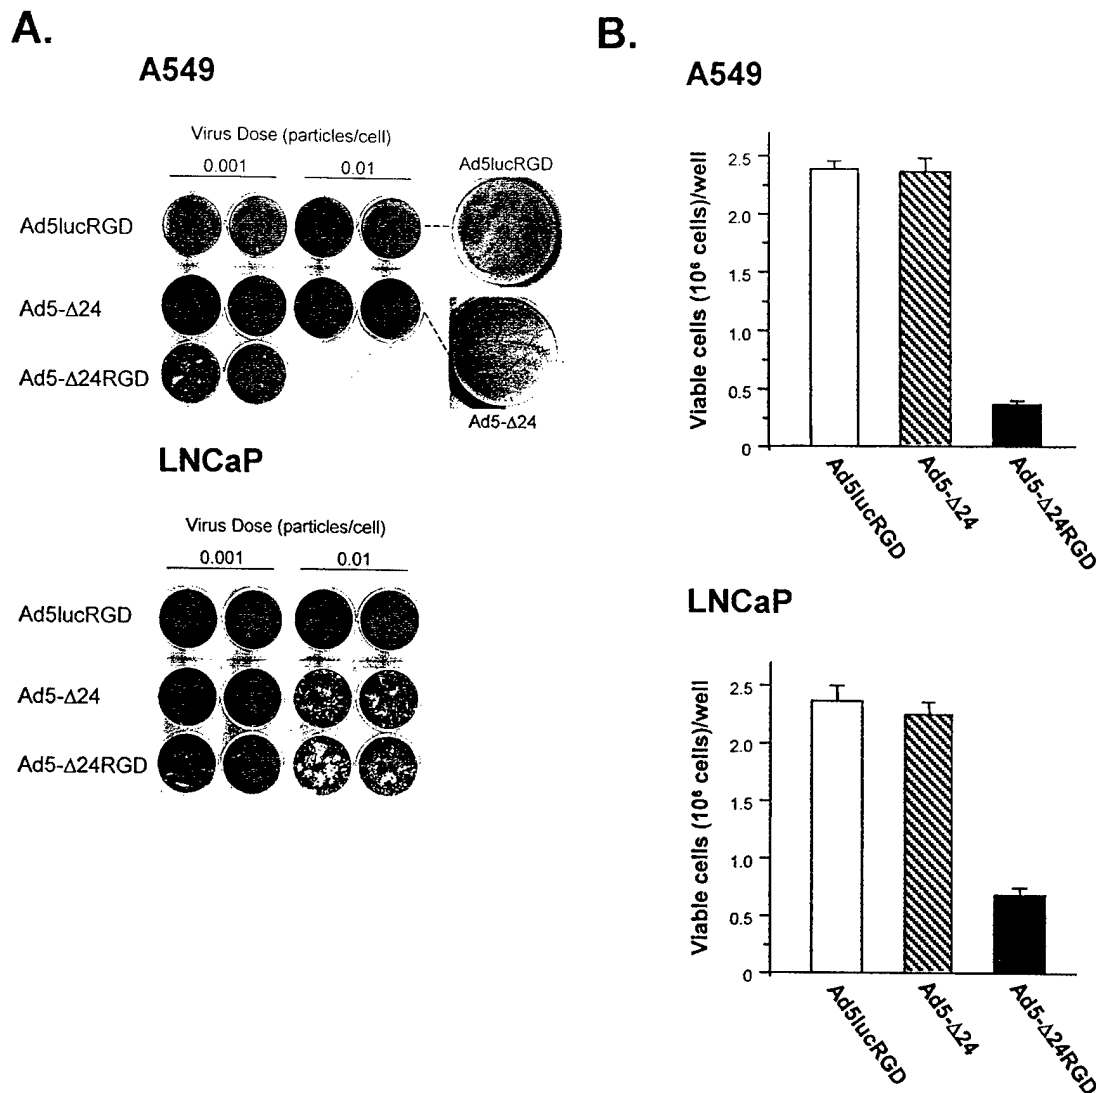 A.
A549
Virus Dose (particles/cell)
0.001 0.01
Ad5lucRGD
Ad5lucRGD
Ad5-Δ24
Ad5-Δ24RGD
Ad5-Δ24
LNCaP
Virus Dose (particles/cell)
0.001 0.01
Ad5lucRGD
Ad5-Δ24
Ad5-Δ24RGD
B.
A549
Viable cells (10⁶ cells)/well
2.5
2.0
1.5
1.0
0.5
0
Ad5lucRGD
Ad5-Δ24
Ad5-Δ24RGD
LNCaP
Viable cells (10⁶ cells)/well
2.5
2.0
1.5
1.0
0.5
0
Ad5lucRGD
Ad5-Δ24
Ad5-Δ24RGD